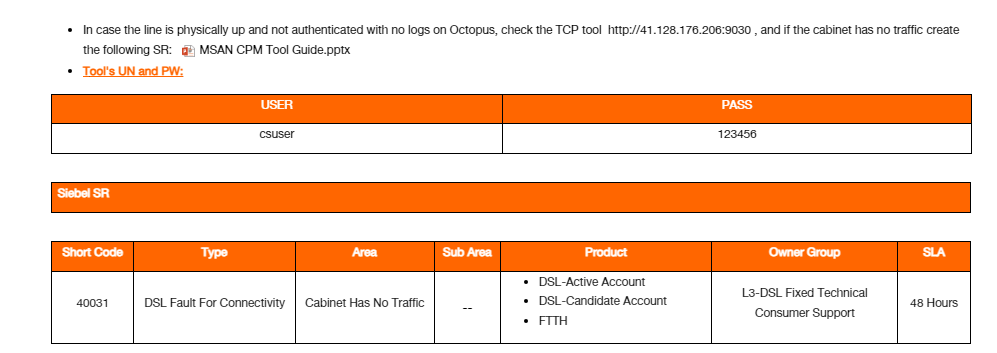 In case the line is physically up and not authenticated with no logs on Octopus, check the TCP tool http://41.128.176.206:9030 , and if the cabinet has no traffic create
the following SR: MSAN CPM Tool Guide.pptx
Tool's UN and PW:
USER PASS
csuser 123456
Siebel SR
Short Code Type Area Sub Area Product Owner Group SLA
40031 DSL Fault For Connectivity Cabinet Has No Traffic --
DSL-Active Account
DSL-Candidate Account
FTTH
L3-DSL Fixed Technical
Consumer Support
48 Hours